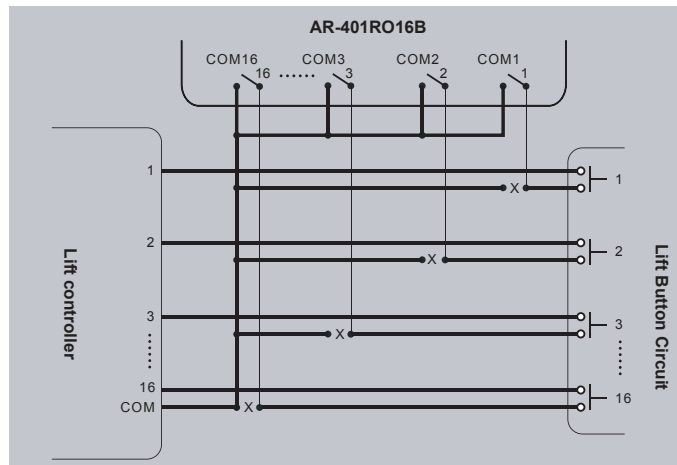 AR-401RO16B
COM16 COM3 COM2 COM1
16 ...... 3 2 1
1
X
1
2
X
2
3
X
3
......
......
16
COM
X
16
Lift controller
Lift Button Circuit